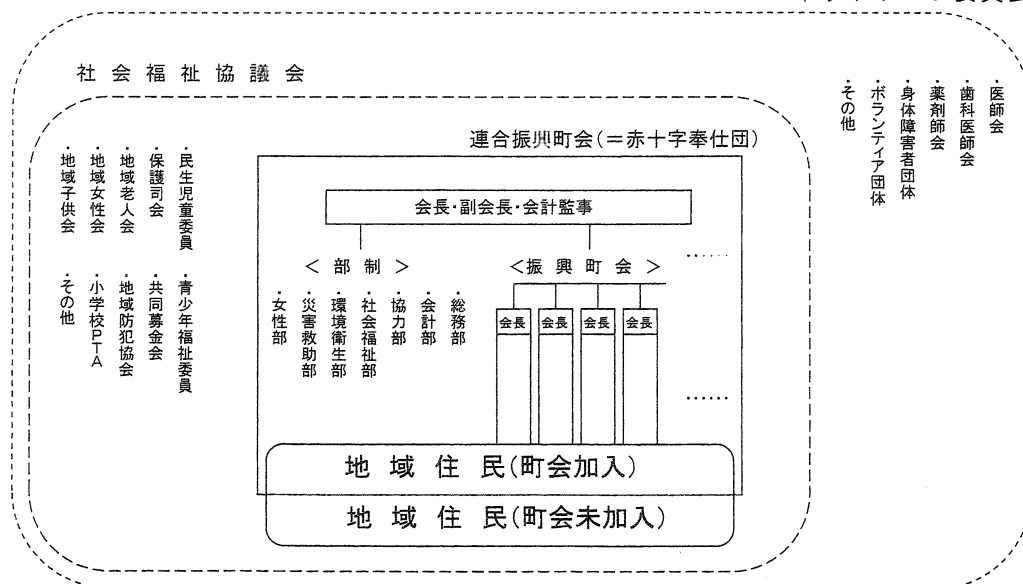 社会福祉協議会
連合振興町会(=赤十字奉仕団)
・医師会
・歯科医師会
・薬剤師会
・身体障害者団体
・ボランティア団体
・その他
・民生児童委員
・保護司会
・地域老人会
・地域女性会
・地域子供会
・青少年福祉委員
・共同募金会
・地域防犯協会
・小学校PTA
・その他
会長・副会長・会計監事
<部制>
<振興町会>
……
・総務部
・会計部
・協力部
・社会福祉部
・環境衛生部
・災害救助部
・女性部
会長 会長 会長 会長
……
地域住民(町会加入)
地域住民(町会未加入)